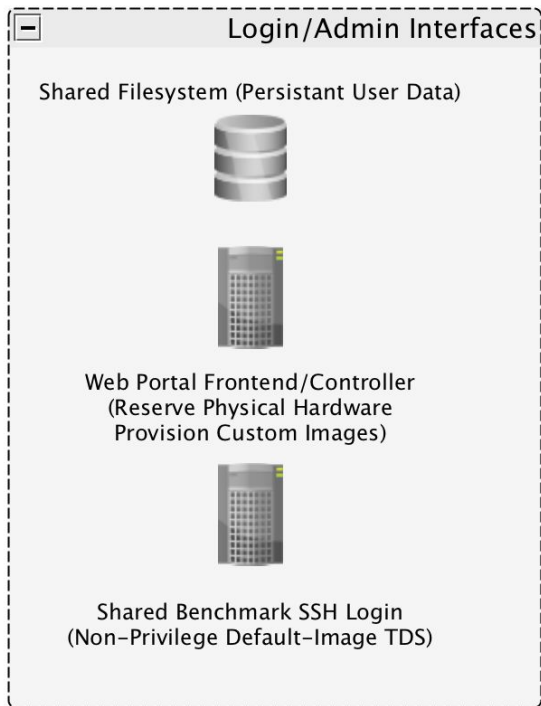 Login/Admin Interfaces
Shared Filesystem (Persistant User Data)
Web Portal Frontend/Controller
(Reserve Physical Hardware
Provision Custom Images)
Shared Benchmark SSH Login
(Non-Privilege Default-Image TDS)